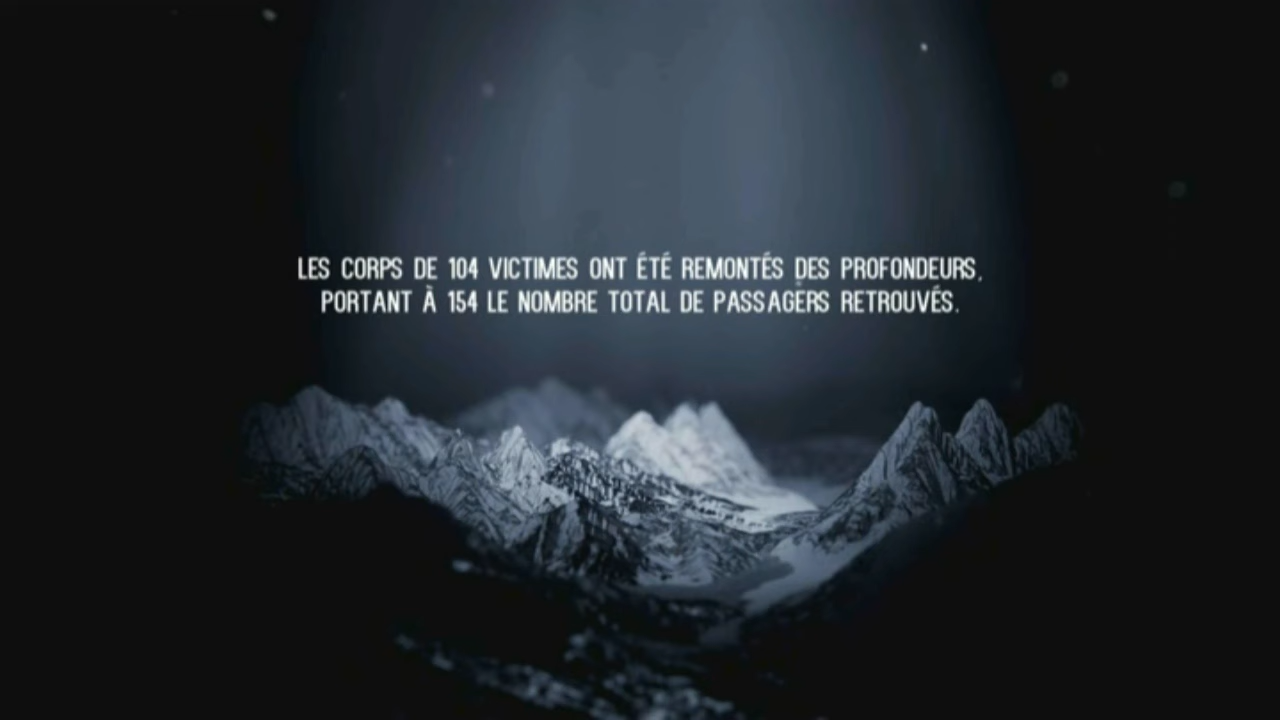 LES CORPS DE 104 VICTIMES ONT ÉTÉ REMONTÉS DES PROFONDEURS,
PORTANT À 154 LE NOMBRE TOTAL DE PASSAGERS RETROUVÉS.